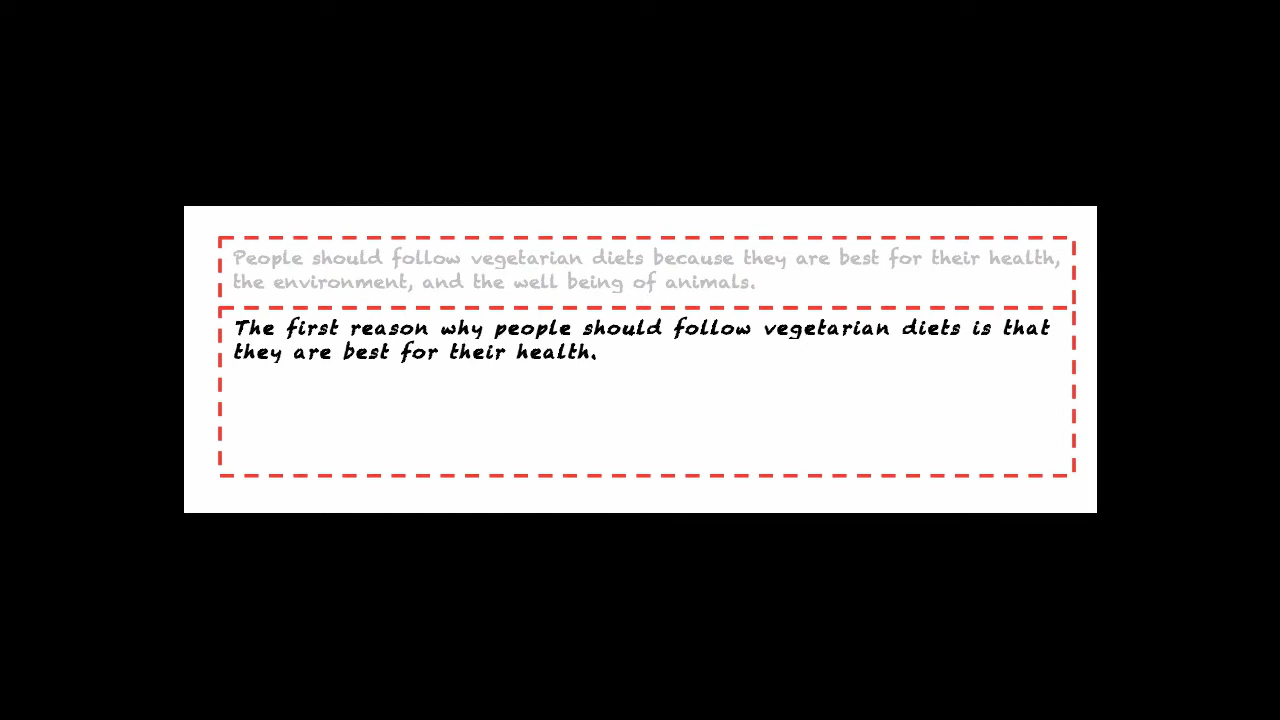 People should follow vegetarian diets because they are best for their health,
the environment, and the well being of animals.
The first reason why people should follow vegetarian diets is that
they are best for their health.